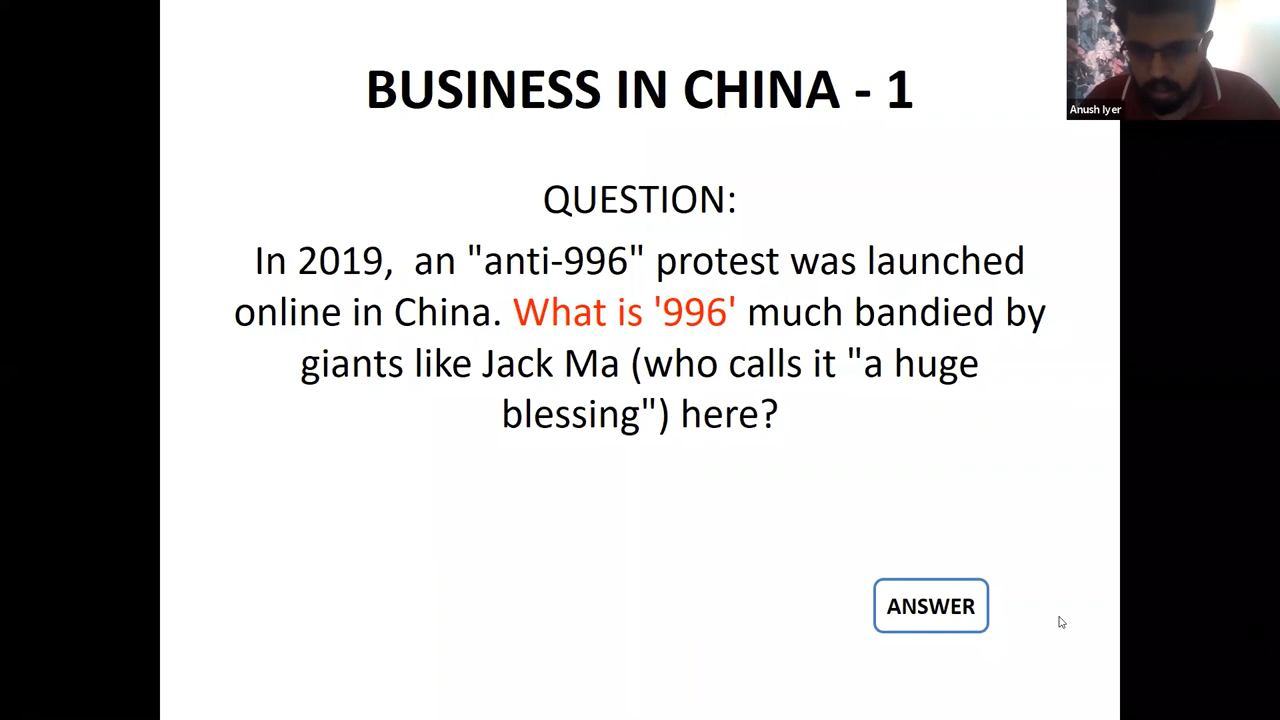 BUSINESS IN CHINA - 1
Anush Iyer
QUESTION:
In 2019, an "anti-996" protest was launched
online in China. What is '996' much bandied by
giants like Jack Ma (who calls it "a huge
blessing") here?
ANSWER